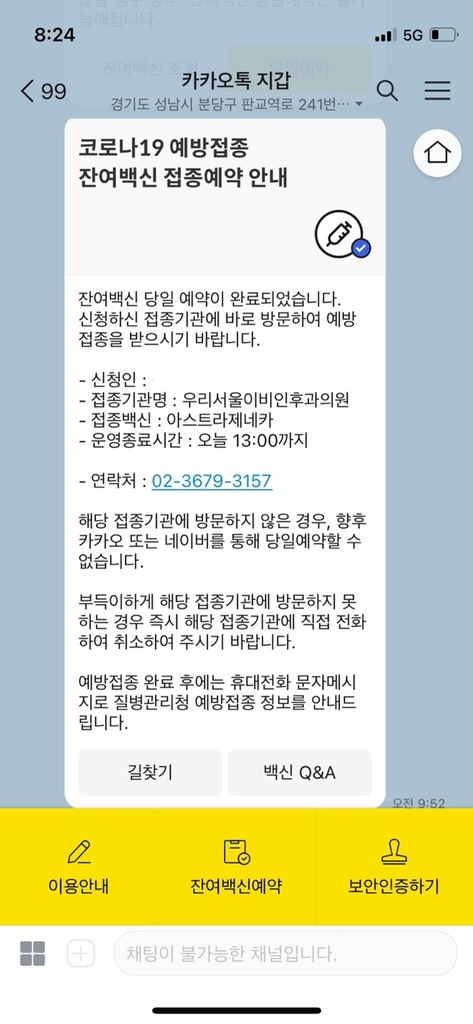 8:24
5G
99
카카오톡 지갑
경기도 성남시 분당구 판교역로 241번…
능해집니다.
잔여백신 조회
당일예약
코로나19 예방접종
잔여백신 접종예약 안내
잔여백신 당일 예약이 완료되었습니다.
신청하신 접종기관에 바로 방문하여 예방
접종을 받으시기 바랍니다.
- 신청인 :
- 접종기관명 : 우리서울이비인후과의원
- 접종백신 : 아스트라제네카
- 운영종료시간 : 오늘 13:00까지
- 연락처 : 02-3679-3157
해당 접종기관에 방문하지 않은 경우, 향후
카카오 또는 네이버를 통해 당일예약할 수
없습니다.
부득이하게 해당 접종기관에 방문하지 못
하는 경우 즉시 해당 접종기관에 직접 전화
하여 취소하여 주시기 바랍니다.
예방접종 완료 후에는 휴대전화 문자메시
지로 질병관리청 예방접종 정보를 안내드
립니다.
길찾기
백신 Q&A
오전 9:52
이용안내
잔여백신예약
보안인증하기
채팅이 불가능한 채널입니다.